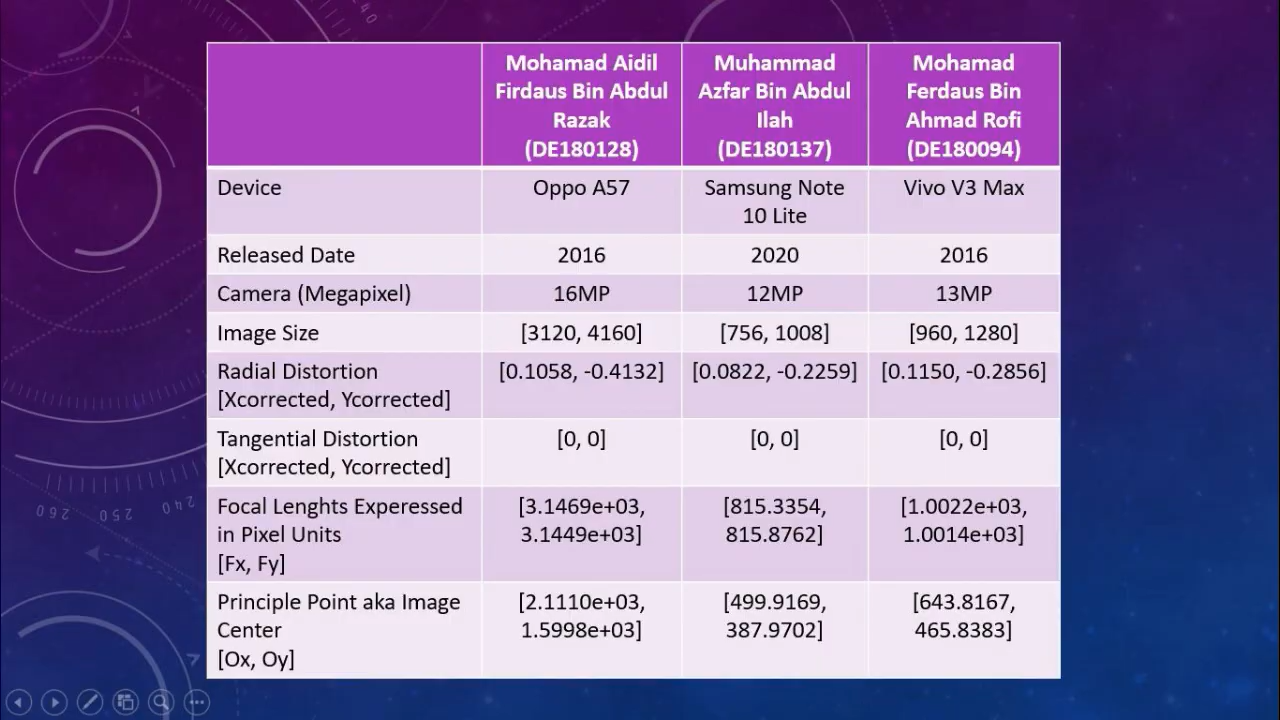 Mohamad Aidil
Firdaus Bin Abdul
Razak
(DE180128)
Muhammad
Azfar Bin Abdul
Ilah
(DE180137)
Mohamad
Ferdaus Bin
Ahmad Rofi
(DE180094)
Device
Oppo A57
Samsung Note
10 Lite
Vivo V3 Max
Released Date
2016
2020
2016
Camera (Megapixel)
16MP
12MP
13MP
Image Size
[3120, 4160]
[756, 1008]
[960, 1280]
Radial Distortion
[Xcorrected, Ycorrected]
[0.1058, -0.4132]
[0.0822, -0.2259]
[0.1150, -0.2856]
Tangential Distortion
[Xcorrected, Ycorrected]
[0, 0]
[0, 0]
[0, 0]
Focal Lenghts Experessed
in Pixel Units
[Fx, Fy]
[3.1469e+03,
3.1449e+03]
[815.3354,
815.8762]
[1.0022e+03,
1.0014e+03]
Principle Point aka Image
Center
[Ox, Oy]
[2.1110e+03,
1.5998e+03]
[499.9169,
387.9702]
[643.8167,
465.8383]
240
260
250
240